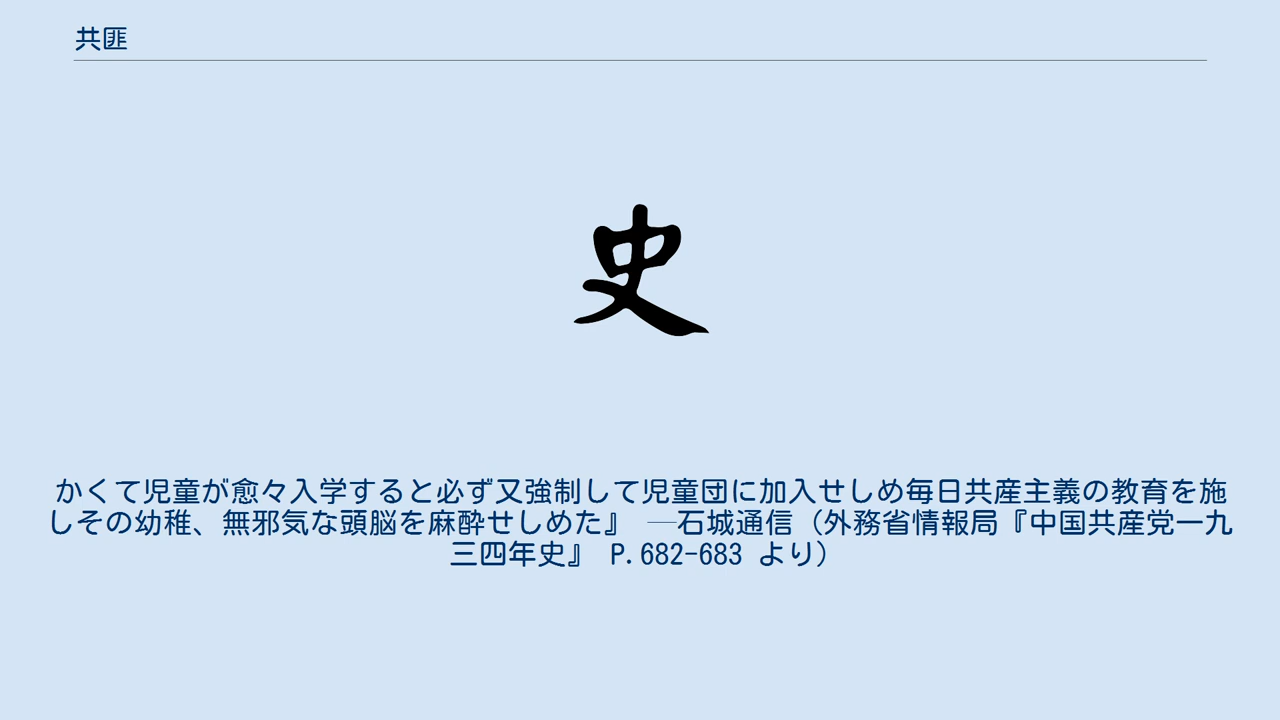 共匪
史
かくて児童が愈々入学すると必ず又強制して児童団に加入せしめ毎日共産主義の教育を施
しその幼稚、無邪気な頭脳を麻酔せしめた』 ―石城通信（外務省情報局『中国共産党一九
三四年史』 P.682-683 より）